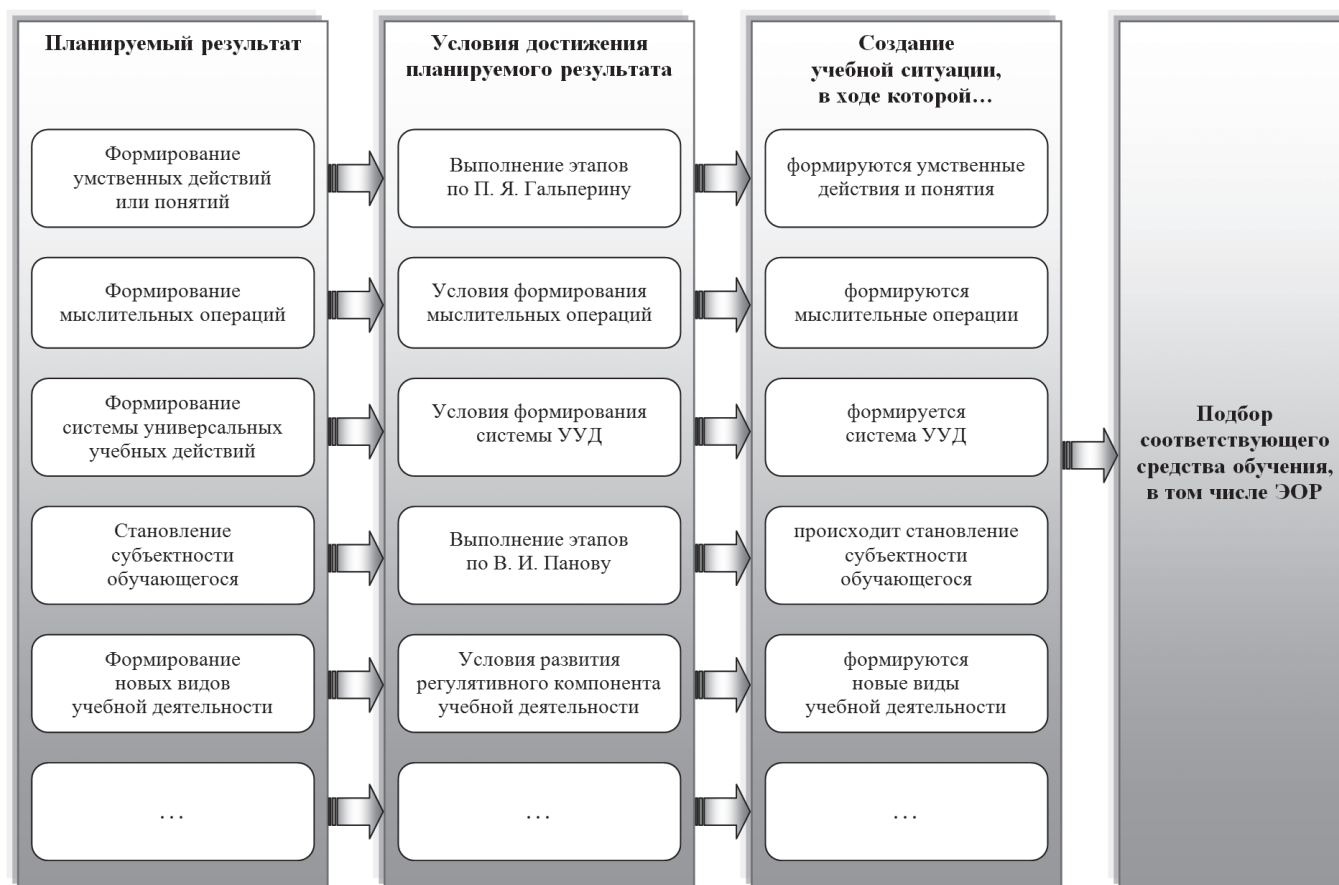 Планируемый результат
Формирование
умственных действий
или понятий
Формирование
мыслительных операций
Формирование
системы универсальных
учебных действий
Становление
субъектности
обучающегося
Формирование
новых видов
учебной деятельности
...
Условия достижения
планируемого результата
Выполнение этапов
по П. Я. Гальперину
Условия формирования
мыслительных операций
Условия формирования
системы УУД
Выполнение этапов
по В. И. Панову
Условия развития
регулятивного компонента
учебной деятельности
...
Создание
учебной ситуации,
в ходе которой...
формируются умственные
действия и понятия
формируются
мыслительные операции
формируется
система УУД
происходит становление
субъектности
обучающегося
формируются
новые виды
учебной деятельности
...
Подбор
соответствующего
средства обучения,
в том числе ЭОР